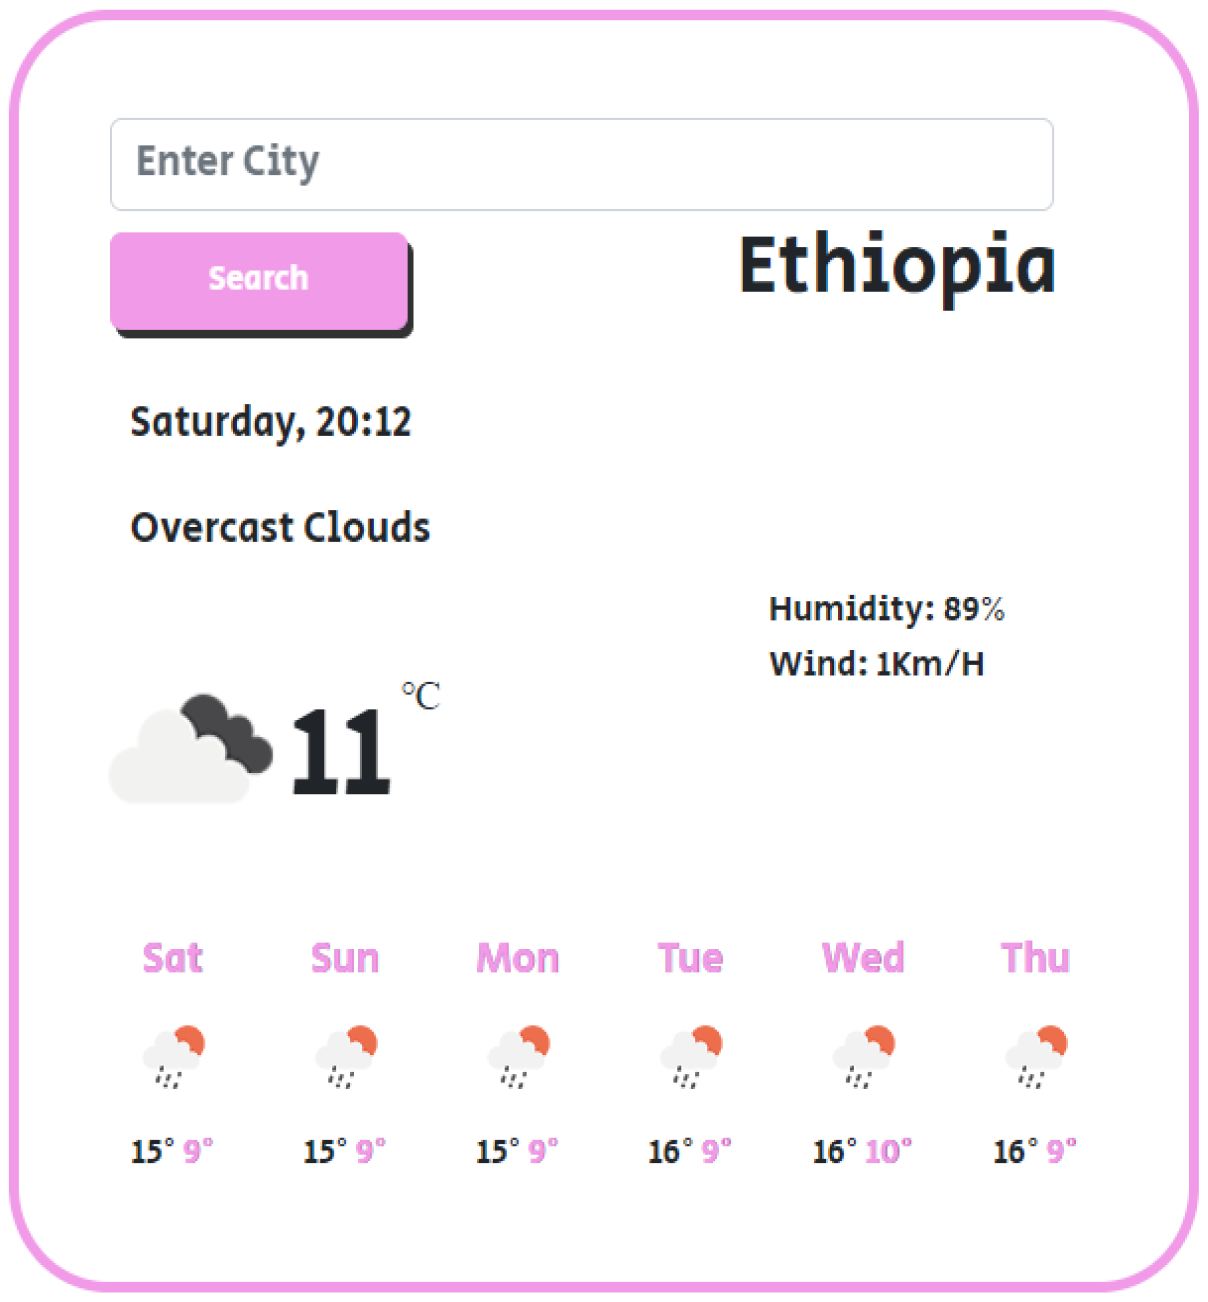 Enter City
Search
Ethiopia
Saturday, 20:12
Overcast Clouds
Humidity: 89%
Wind: 1Km/H
11 °C
Sat Sun Mon Tue Wed Thu
15° 9° 15° 9° 15° 9° 16° 9° 16° 10° 16° 9°